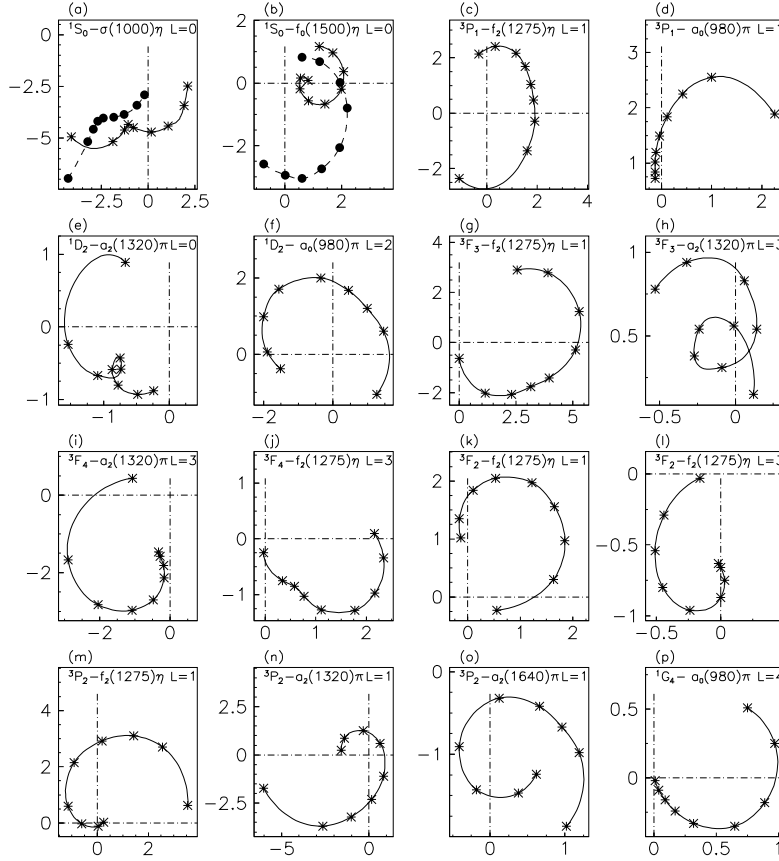 (a) (b) (c) (d)
¹S₀−σ(1000)η L=0
¹S₀−f₀(1500)η L=0
³P₁−f₂(1275)η L=1
³P₁−a₀(980)π L=1
0 −2.5 −5
−2.5 0 2.5
2 0 −2
0 2
2 0 −2
0 2 4
4 3 2 1
0 1 2
(e) (f) (g) (h)
¹D₂−a₂(1320)π L=0
¹D₂−a₀(980)π L=2
³F₃−f₂(1275)η L=1
³F₃−a₂(1320)π L=3
1 0 −1
−1 0
2 0
−2 0 2
4 2 0 −2
0 2.5 5
1 0.5
−0.5 0
(i) (j) (k) (l)
³F₄−a₂(1320)π L=3
³F₄−f₂(1275)η L=3
³F₂−f₂(1275)η L=1
³F₂−f₂(1275)η L=3
0 −2
−2 0
1 0 −1
0 1 2
2 1 0
0 1 2
0 −0.5 −1
−0.5 0
(m) (n) (o) (p)
³P₂−f₂(1275)η L=1
³P₂−a₂(1320)π L=1
³P₂−a₂(1640)π L=1
¹G₄−a₀(980)π L=4
4 2 0
0 2
2.5 0 −2.5
−5 0
0 −1
0 1
0.5 0
0 0.5 1